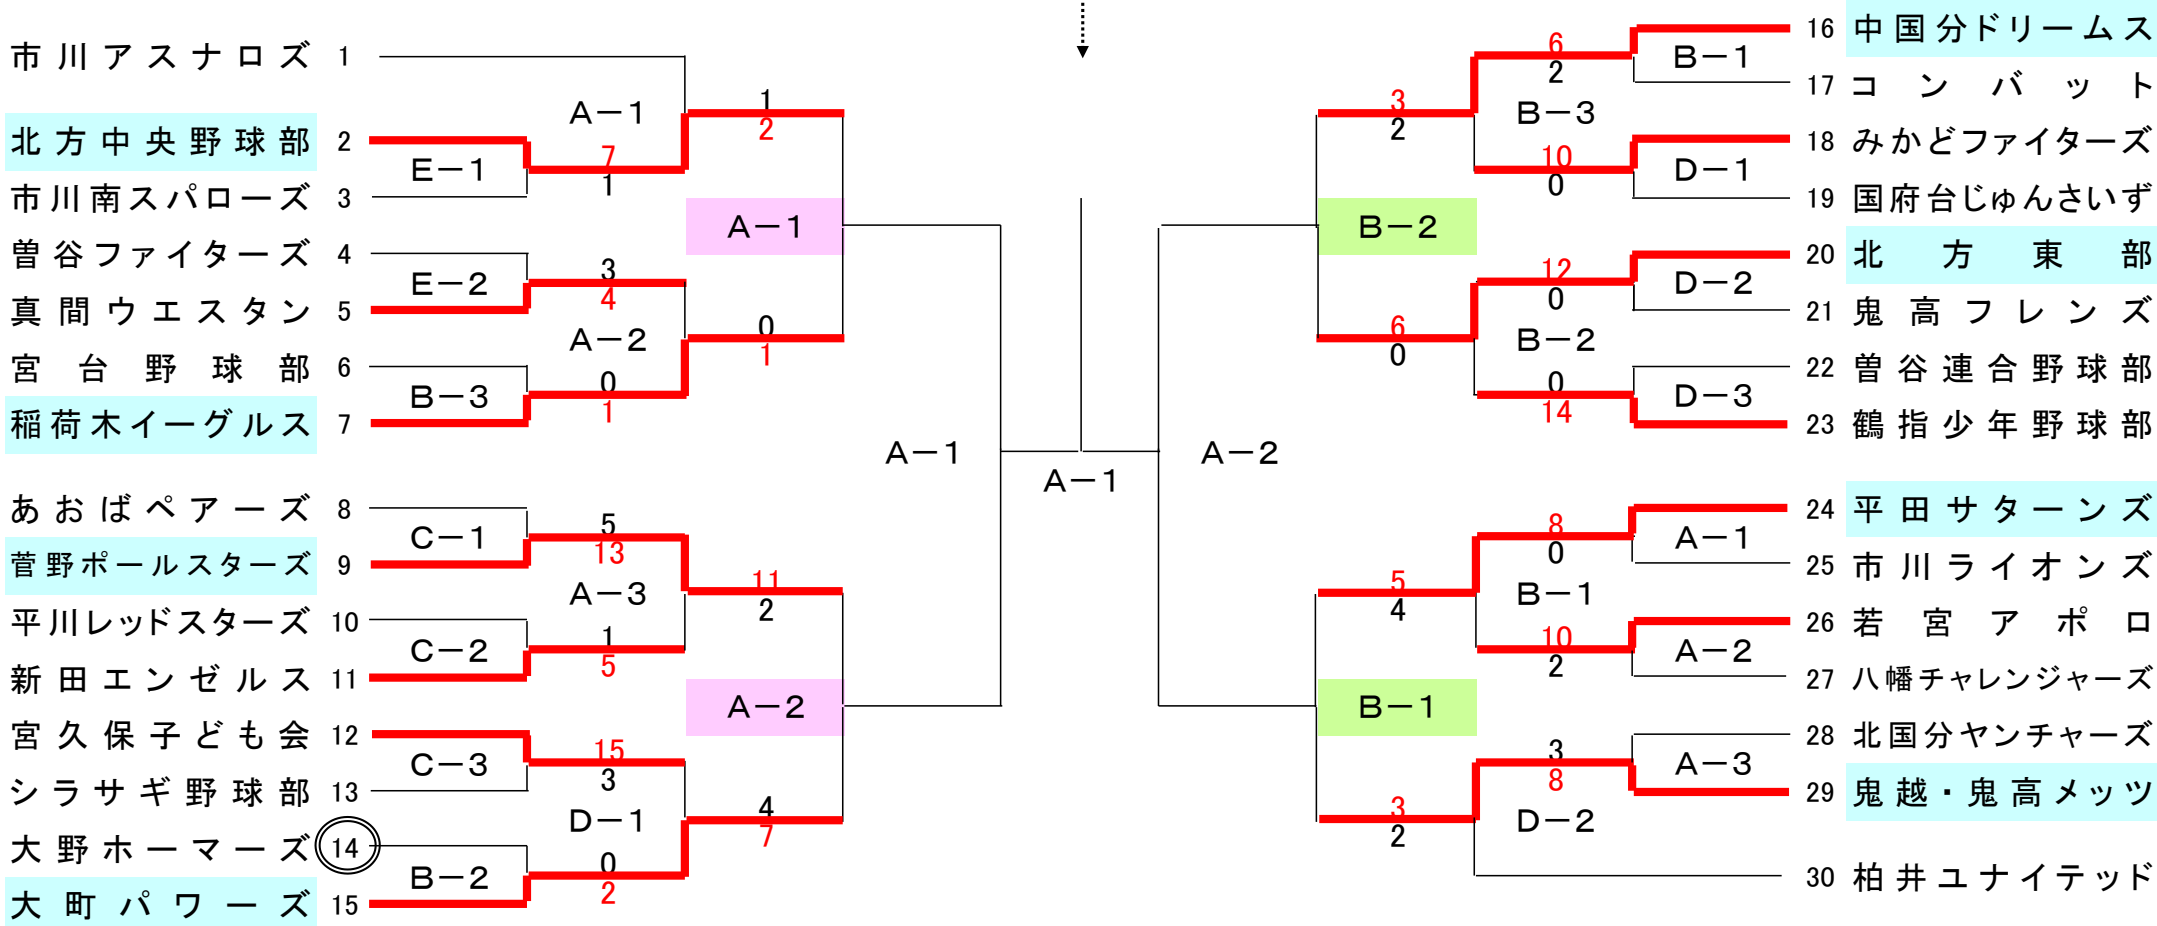 市川アスナロズ 1
北方中央野球部 2
市川南スパローズ 3
曽谷ファイターズ 4
真間ウエスタン 5
宮台野球部 6
稲荷木イーグルス 7
あおばペアーズ 8
菅野ポールスターズ 9
平川レッドスターズ 10
新田エンゼルス 11
宮久保子ども会 12
シラサギ野球部 13
大野ホーマーズ 14
大町パワーズ 15
E-1
E-2
B-3
C-1
C-2
C-3
B-2
7
1
3
4
0
1
5
13
1
5
15
3
0
2
A-1
A-2
A-3
D-1
1
2
0
1
11
2
4
7
A-1
A-2
A-1
A-1
A-2
B-2
B-1
3
2
6
0
5
4
3
2
B-3
B-2
B-1
D-2
6
2
10
0
12
0
0
14
8
0
10
2
3
8
B-1
D-1
D-2
D-3
A-1
A-2
A-3
16 中国分ドリームス
17 コンバット
18 みかどファイターズ
19 国府台じゅんさいず
20 北方東部
21 鬼高フレンズ
22 曽谷連合野球部
23 鶴指少年野球部
24 平田サターンズ
25 市川ライオンズ
26 若宮アポロ
27 八幡チャレンジャーズ
28 北国分ヤンチャーズ
29 鬼越・鬼高メッツ
30 柏井ユナイテッド